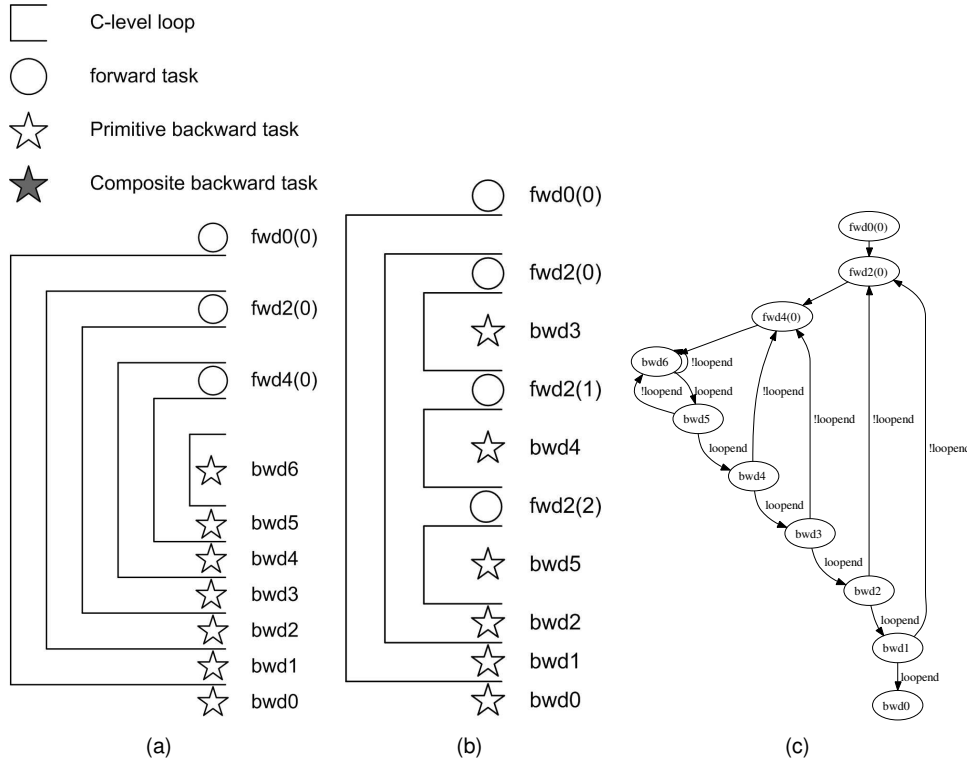 C-level loop
forward task
Primitive backward task
Composite backward task
fwd0(0)
fwd2(0)
fwd4(0)
bwd6
bwd5
bwd4
bwd3
bwd2
bwd1
bwd0
(a)
fwd0(0)
fwd2(0)
bwd3
fwd2(1)
bwd4
fwd2(2)
bwd5
bwd2
bwd1
bwd0
(b)
fwd0(0)
fwd2(0)
fwd4(0)
bwd6
!loopend
!loopend
loopend
bwd5
!loopend
!loopend
!loopend
!loopend
loopend
bwd4
loopend
bwd3
loopend
bwd2
loopend
bwd1
loopend
bwd0
(c)